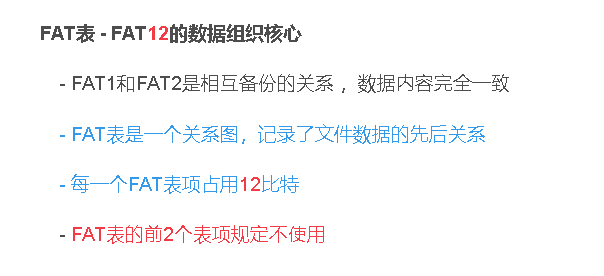 FAT表 - FAT12的数据组织核心
- FAT1和FAT2是相互备份的关系 ，数据内容完全一致
- FAT表是一个关系图，记录了文件数据的先后关系
- 每一个FAT表项占用12比特
- FAT表的前2个表项规定不使用